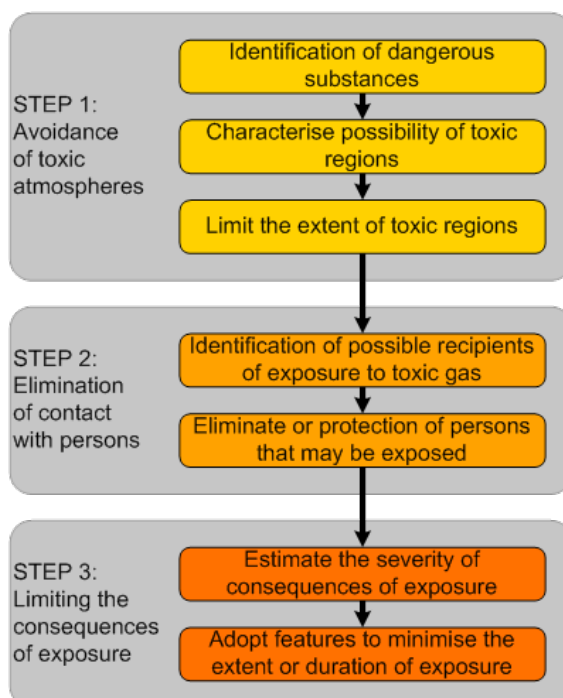 STEP 1:
Avoidance
of toxic
atmospheres
Identification of dangerous
substances
Characterise possibility of toxic
regions
Limit the extent of toxic regions
STEP 2:
Elimination
of contact
with persons
Identification of possible recipients
of exposure to toxic gas
Eliminate or protection of persons
that may be exposed
STEP 3:
Limiting the
consequences
of exposure
Estimate the severity of
consequences of exposure
Adopt features to minimise the
extent or duration of exposure